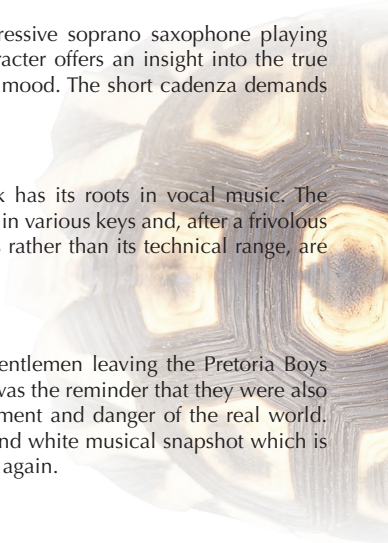 ressive soprano saxophone playing
racter offers an insight into the true
mood. The short cadenza demands
has its roots in vocal music. The
in various keys and, after a frivolous
rather than its technical range, are
entlemen leaving the Pretoria Boys
was the reminder that they were also
ment and danger of the real world.
nd white musical snapshot which is
again.